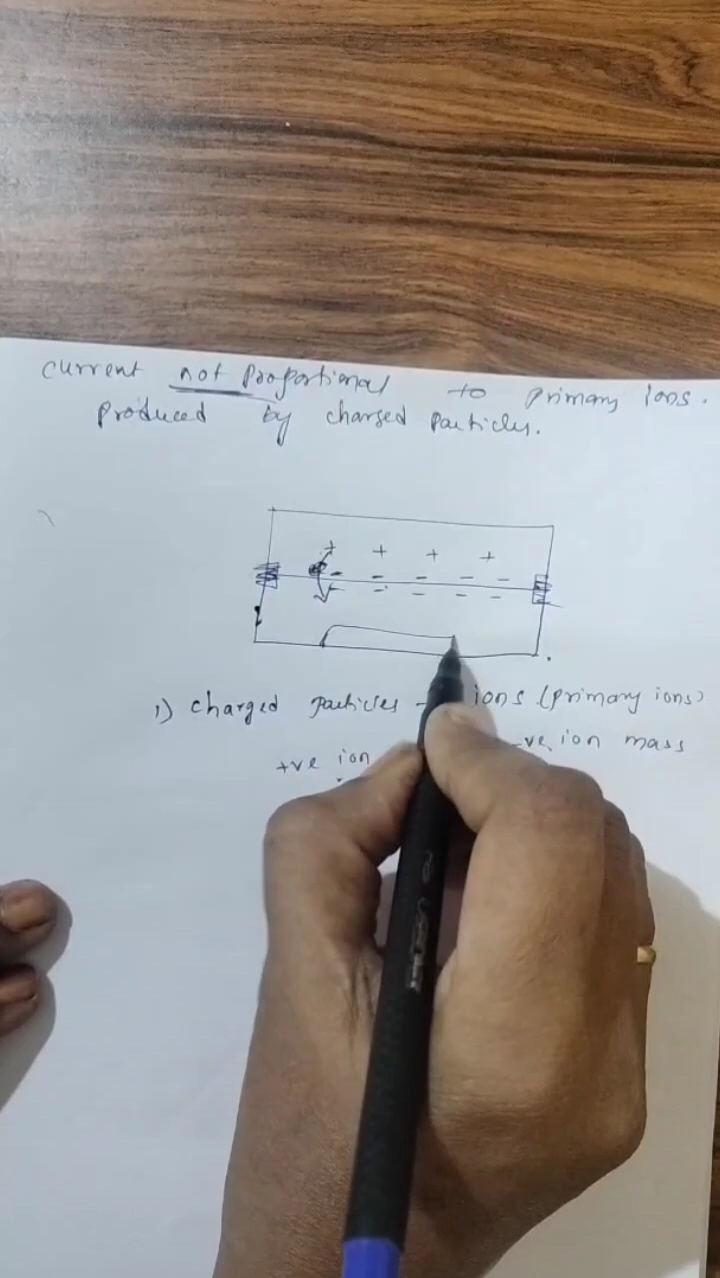 current not proportional to primary ions.
produced by charged particles.
+ + + +
- - - - -
- - - - -
1) charged particles - ions (primary ions)
+ve ion -ve ion mass